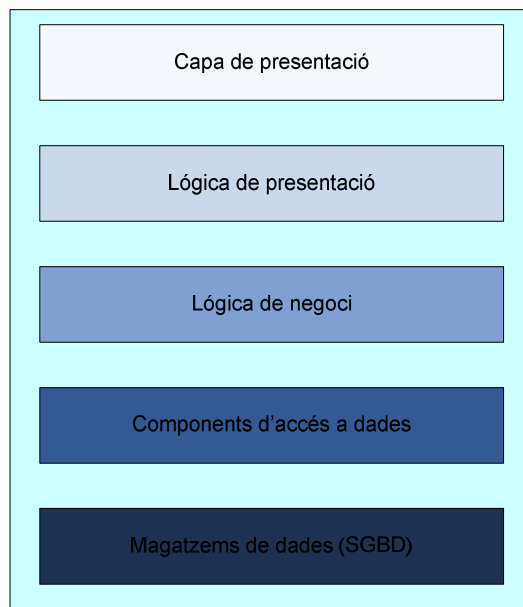 Capa de presentació
Lógica de presentació
Lógica de negoci
Components d’accés a dades
Magatzems de dades (SGBD)